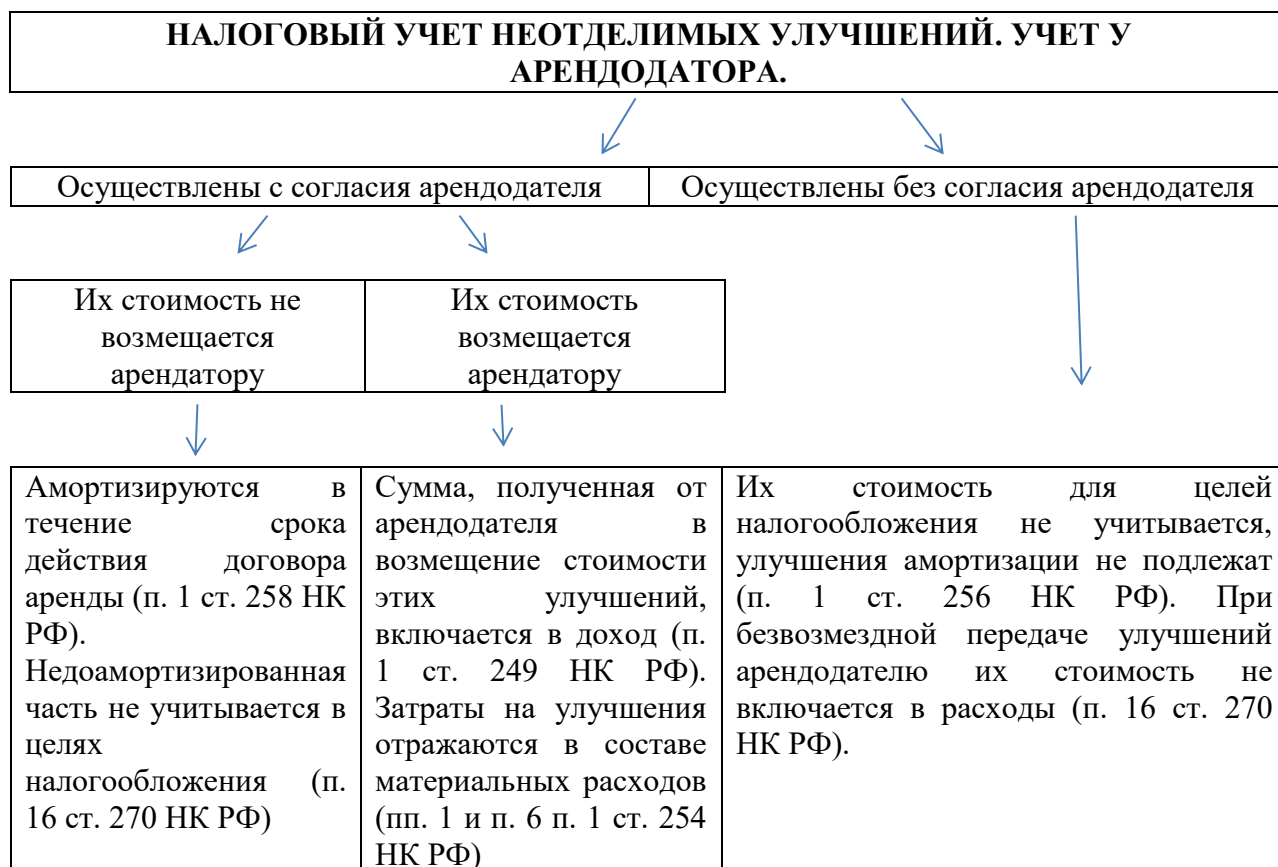 НАЛОГОВЫЙ УЧЕТ НЕОТДЕЛИМЫХ УЛУЧШЕНИЙ. УЧЕТ У
АРЕНДОДАТОРА.
Осуществлены с согласия арендодателя
Осуществлены без согласия арендодателя
Их стоимость не
возмещается
арендатору
Их стоимость
возмещается
арендатору
Амортизируются в
течение срока
действия договора
аренды (п. 1 ст. 258 НК
РФ).
Недоамортизированная
часть не учитывается в
целях
налогообложения (п.
16 ст. 270 НК РФ)
Сумма, полученная от
арендодателя в
возмещение стоимости
этих улучшений,
включается в доход (п.
1 ст. 249 НК РФ).
Затраты на улучшения
отражаются в составе
материальных расходов
(пп. 1 и п. 6 п. 1 ст. 254
НК РФ)
Их стоимость для целей
налогообложения не учитывается,
улучшения амортизации не подлежат
(п. 1 ст. 256 НК РФ). При
безвозмездной передаче улучшений
арендодателю их стоимость не
включается в расходы (п. 16 ст. 270
НК РФ).